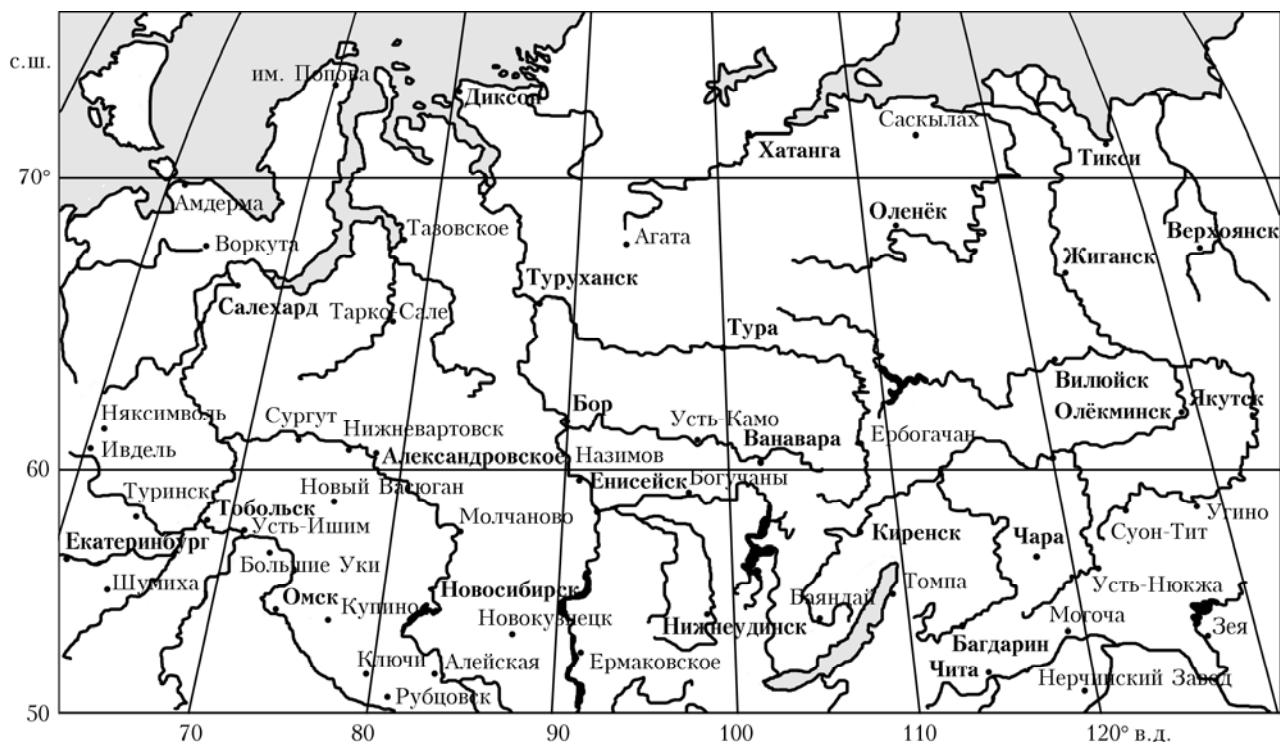 с.ш.
им. Попова
Диксон
Саскылах
Хатанга
Тикси
70°
Амдерма
Оленёк
Тазовское
Агата
Воркута
Верхоянск
Жиганск
Туруханск
Салехард
Тарко-Сале
Тура
Вилюйск
Якутск
Олёкминск
Бор
Няксимволь
Сургут
Усть-Камо
Нижневартовск
Ванавара
Ербогачан
Ивдель
Александровское
Назимов
60
Енисейск
Богучаны
Туринск
Новый Васюган
Тобольск
Молчаново
Угино
Усть-Ишим
Суон-Тит
Киренск
Чара
Екатеринбург
Большие Уки
Шумиха
Томпа
Усть-Нюкжа
Новосибирск
Омск
Баяндай
Купино
Могоча
Новокузнецк
Нижнеудинск
Зея
Багдарин
Ключи
Алейская
Ермаковское
Чита
Нерчинский Завод
Рубцовск
50
70
80
90
100
110
120° в.д.